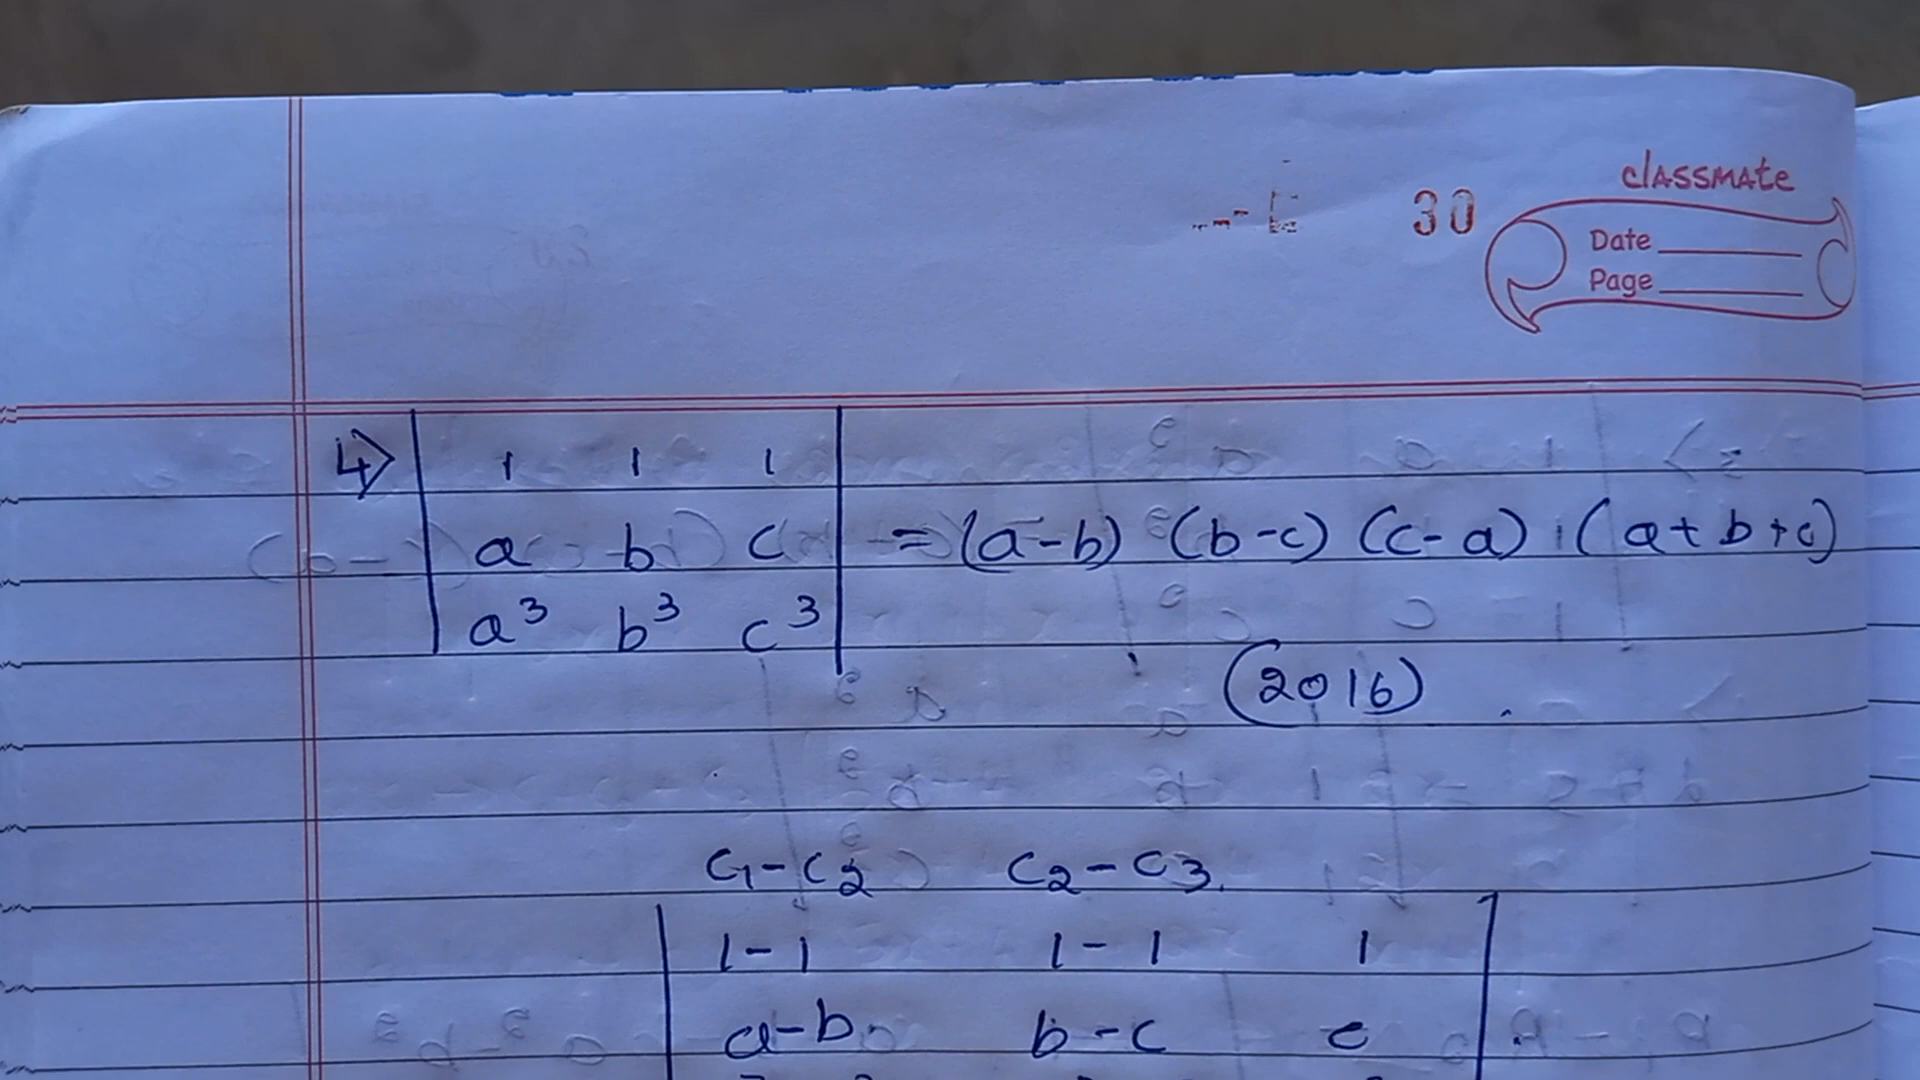 classmate
30
Date
Page
4> | 1 1 1 |
| a b c | = (a-b) (b-c) (c-a) . (a+b+c)
| a³ b³ c³ |
(2016)
C₁-C₂ C₂-C₃.
| 1-1 1-1 1 |
| a-b b-c c |